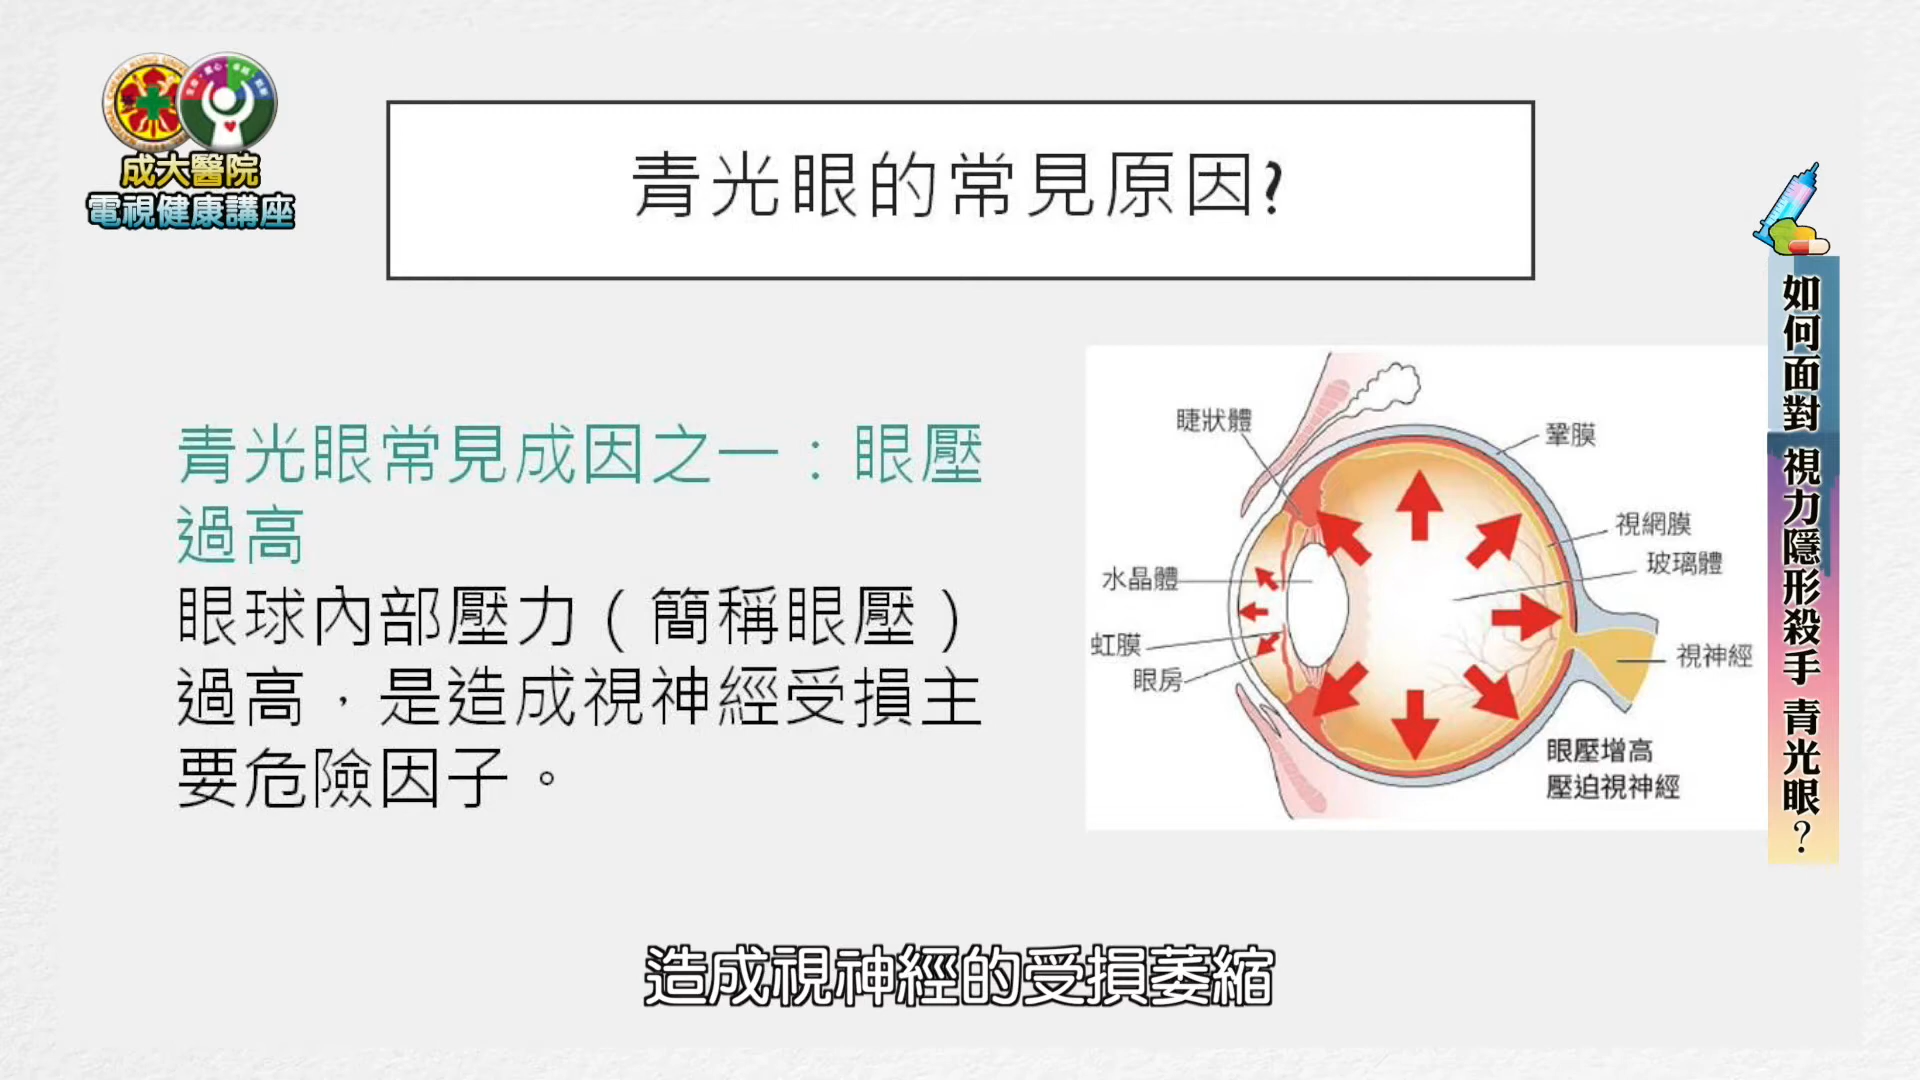 成大醫院
電視健康講座
青光眼的常見原因?
青光眼常見成因之一：眼壓
過高
眼球內部壓力（簡稱眼壓）
過高，是造成視神經受損主
要危險因子。
睫狀體
鞏膜
視網膜
玻璃體
水晶體
虹膜
眼房
視神經
眼壓增高
壓迫視神經
如何面對 視力隱形殺手 青光眼?
造成視神經的受損萎縮